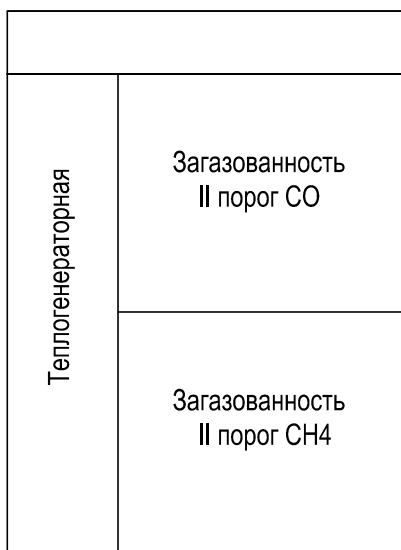 Теплогенераторная
Загазованность
II порог CO
Загазованность
II порог CH4